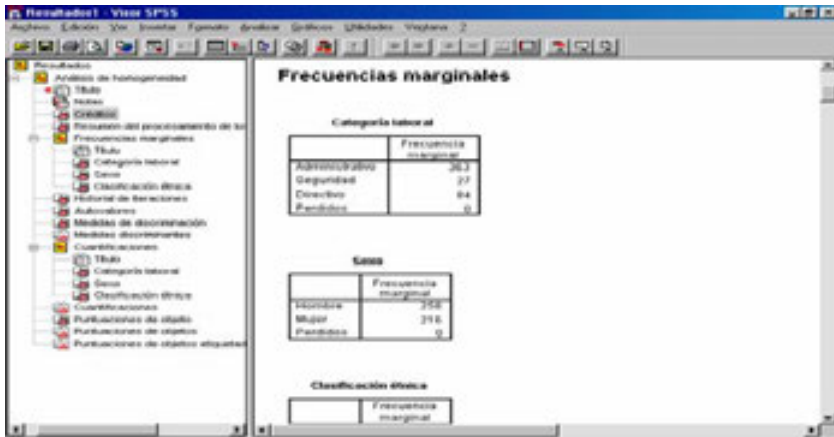 Resultados1 - Visor SPSS
Archivo Edición Ver Insertar Formato Analizar Gráficos Utilidades Ventana ?
Resultados
Análisis de homogeneidad
Título
Notas
Créditos
Resumen del procesamiento de lo
Frecuencias marginales
Título
Categoría laboral
Sexo
Clasificación étnica
Historial de iteraciones
Autovalores
Medidas de discriminación
Medidas discriminantes
Cuantificaciones
Título
Categoría laboral
Sexo
Clasificación étnica
Cuantificaciones
Puntuaciones de objeto
Puntuaciones de objetos
Puntuaciones de objetos etiquetad
Frecuencias marginales
Categoría laboral
Frecuencia
marginal
Administrativo 363
Seguridad 27
Directivo 84
Perdidos 0
Sexo
Frecuencia
marginal
Hombre 258
Mujer 216
Perdidos 0
Clasificación étnica
Frecuencia
marginal